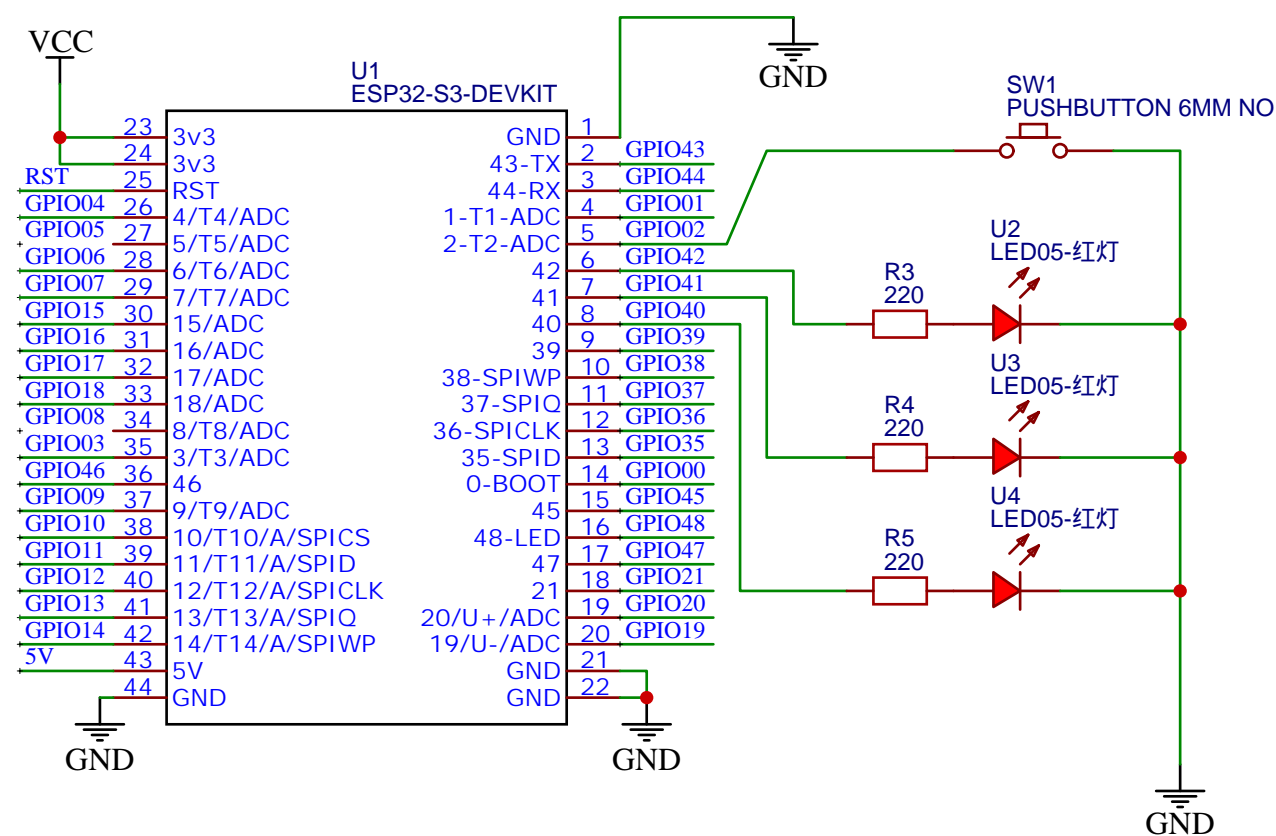 VCC
GND
U1
ESP32-S3-DEVKIT
SW1
PUSHBUTTON 6MM NO
23 3v3
24 3v3
RST 25 RST
GPIO04 26 4/T4/ADC
GPIO05 27 5/T5/ADC
GPIO06 28 6/T6/ADC
GPIO07 29 7/T7/ADC
GPIO15 30 15/ADC
GPIO16 31 16/ADC
GPIO17 32 17/ADC
GPIO18 33 18/ADC
GPIO08 34 8/T8/ADC
GPIO03 35 3/T3/ADC
GPIO46 36 46
GPIO09 37 9/T9/ADC
GPIO10 38 10/T10/A/SPICS
GPIO11 39 11/T11/A/SPID
GPIO12 40 12/T12/A/SPICLK
GPIO13 41 13/T13/A/SPIQ
GPIO14 42 14/T14/A/SPIWP
5V 43 5V
44 GND
GND
GND 1
43-TX 2 GPIO43
44-RX 3 GPIO44
1-T1-ADC 4 GPIO01
2-T2-ADC 5 GPIO02
42 6 GPIO42
41 7 GPIO41
40 8 GPIO40
39 9 GPIO39
38-SPIWP 10 GPIO38
37-SPIQ 11 GPIO37
36-SPICLK 12 GPIO36
35-SPID 13 GPIO35
0-BOOT 14 GPIO00
45 15 GPIO45
48-LED 16 GPIO48
47 17 GPIO47
21 18 GPIO21
20/U+/ADC 19 GPIO20
19/U-/ADC 20 GPIO19
GND 21
GND 22
GND
R3
220
U2
LED05-红灯
R4
220
U3
LED05-红灯
R5
220
U4
LED05-红灯
GND